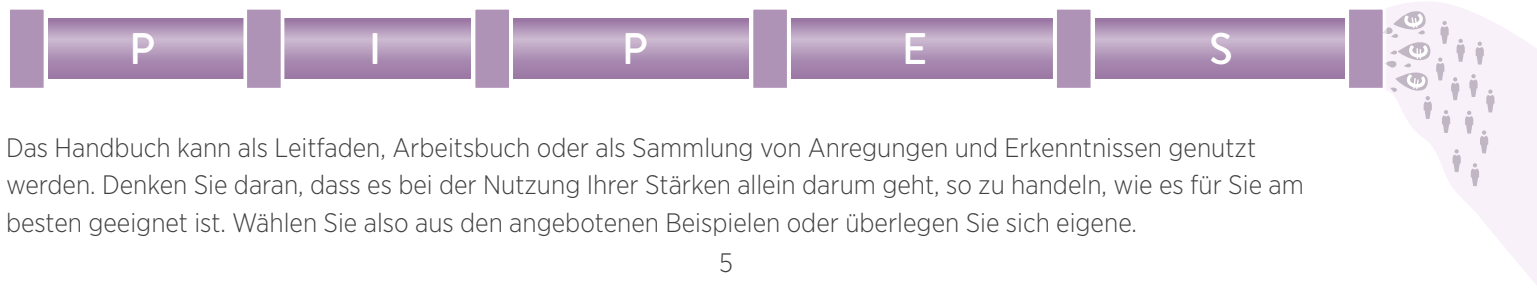 P I P P E S
Das Handbuch kann als Leitfaden, Arbeitsbuch oder als Sammlung von Anregungen und Erkenntnissen genutzt
werden. Denken Sie daran, dass es bei der Nutzung Ihrer Stärken allein darum geht, so zu handeln, wie es für Sie am
besten geeignet ist. Wählen Sie also aus den angebotenen Beispielen oder überlegen Sie sich eigene.
5